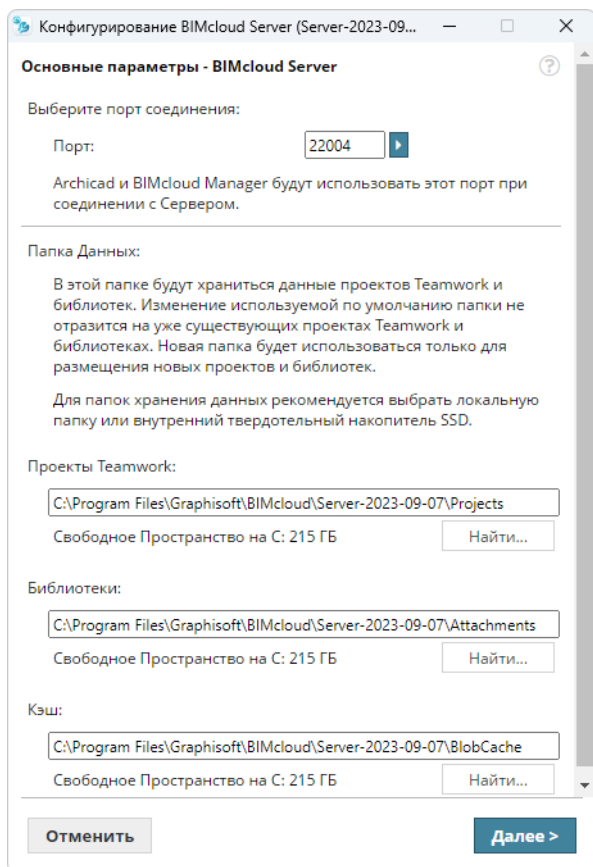 Конфигурирование BIMcloud Server (Server-2023-09...
Основные параметры - BIMcloud Server
?
Выберите порт соединения:
Порт:
22004
Archicad и BIMcloud Manager будут использовать этот порт при
соединении с Сервером.
Папка Данных:
В этой папке будут храниться данные проектов Teamwork и
библиотек. Изменение используемой по умолчанию папки не
отразится на уже существующих проектах Teamwork и
библиотеках. Новая папка будет использоваться только для
размещения новых проектов и библиотек.
Для папок хранения данных рекомендуется выбрать локальную
папку или внутренний твердотельный накопитель SSD.
Проекты Teamwork:
C:\Program Files\Graphisoft\BIMcloud\Server-2023-09-07\Projects
Свободное Пространство на C: 215 ГБ
Найти...
Библиотеки:
C:\Program Files\Graphisoft\BIMcloud\Server-2023-09-07\Attachments
Свободное Пространство на C: 215 ГБ
Найти...
Кэш:
C:\Program Files\Graphisoft\BIMcloud\Server-2023-09-07\BlobCache
Свободное Пространство на C: 215 ГБ
Найти...
Отменить
Далее >